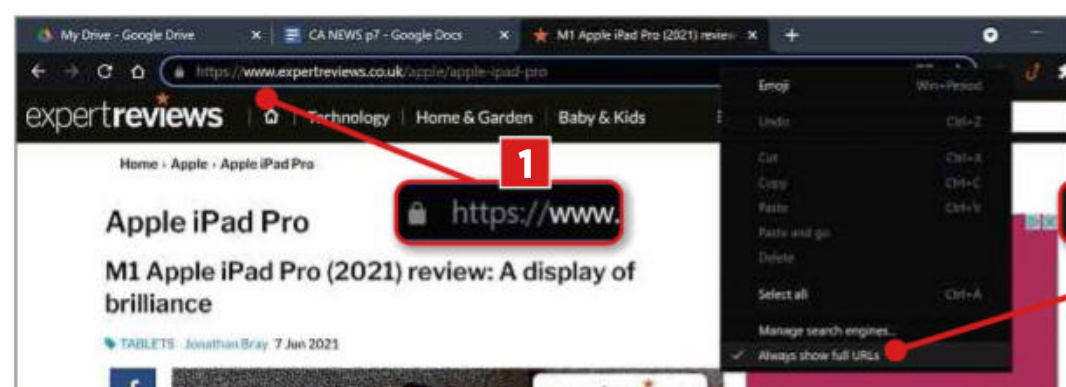 My Drive - Google Drive
CA NEWS p7 - Google Docs
M1 Apple iPad Pro (2021) review
https://www.expertreviews.co.uk/apple/apple-ipad-pro
expertreviews
Technology
Home & Garden
Baby & Kids
Home › Apple › Apple iPad Pro
1
https://www.
Apple iPad Pro
M1 Apple iPad Pro (2021) review: A display of
brilliance
TABLETS Jonathan Bray 7 Jun 2021
Emoji Win+Period
Undo Ctrl+Z
Cut Ctrl+X
Copy Ctrl+C
Paste Ctrl+V
Paste and go
Delete
Select all Ctrl+A
Manage search engines...
Always show full URLs